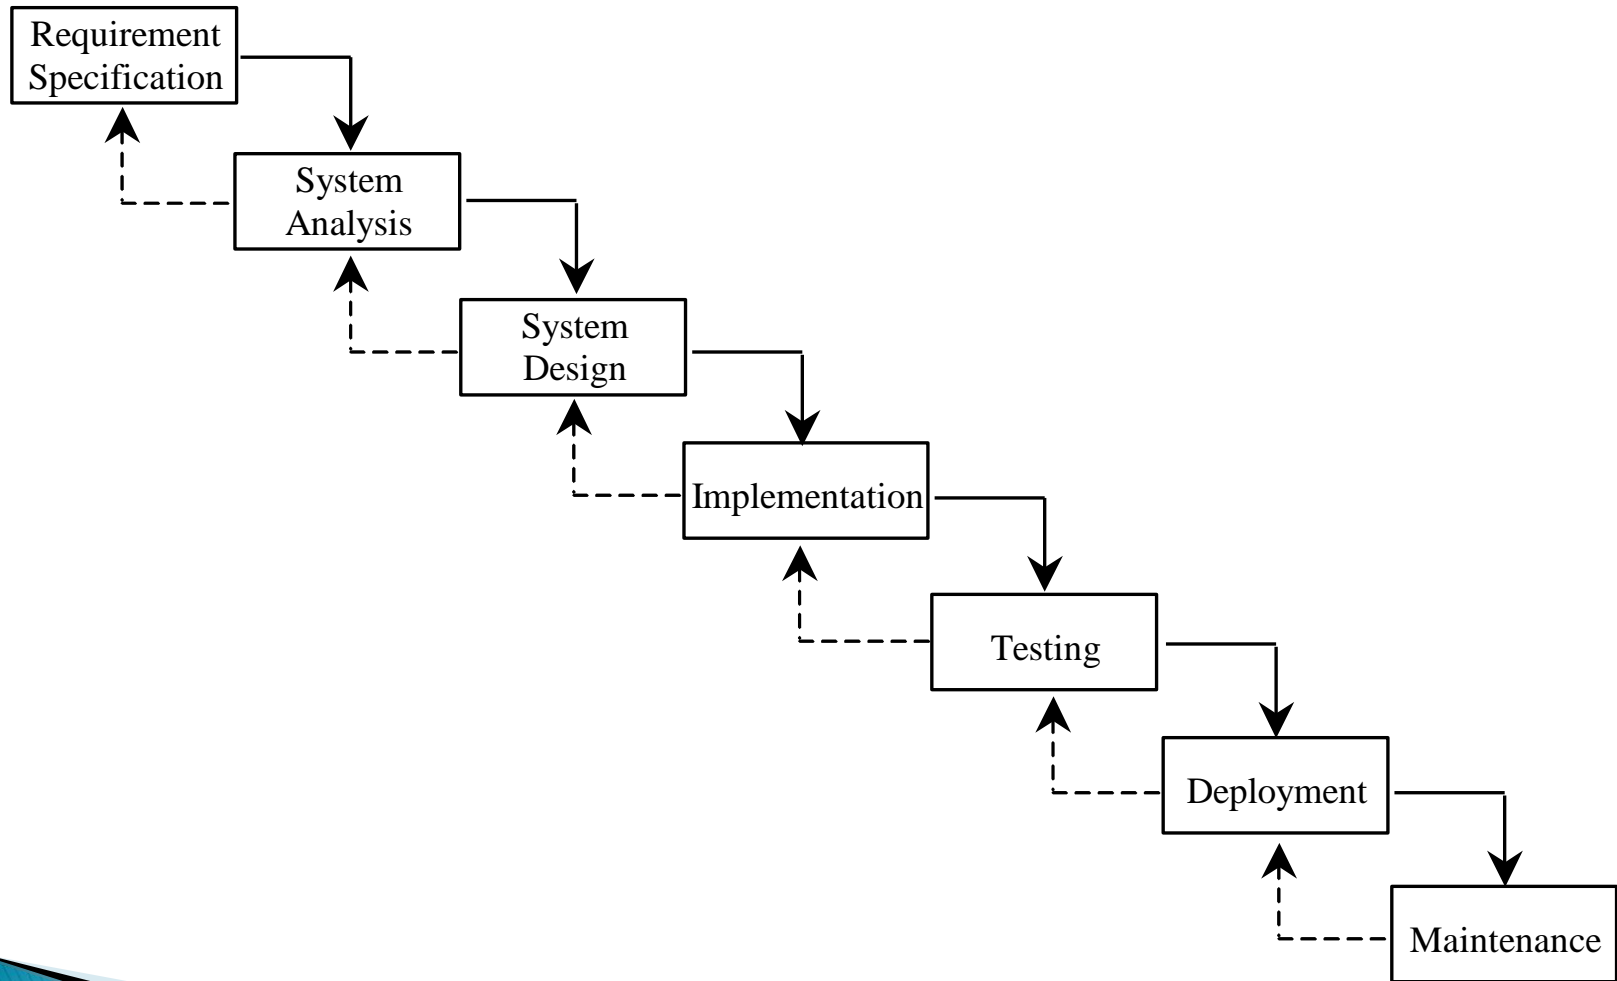 Requirement
Specification
System
Analysis
System
Design
Implementation
Testing
Deployment
Maintenance